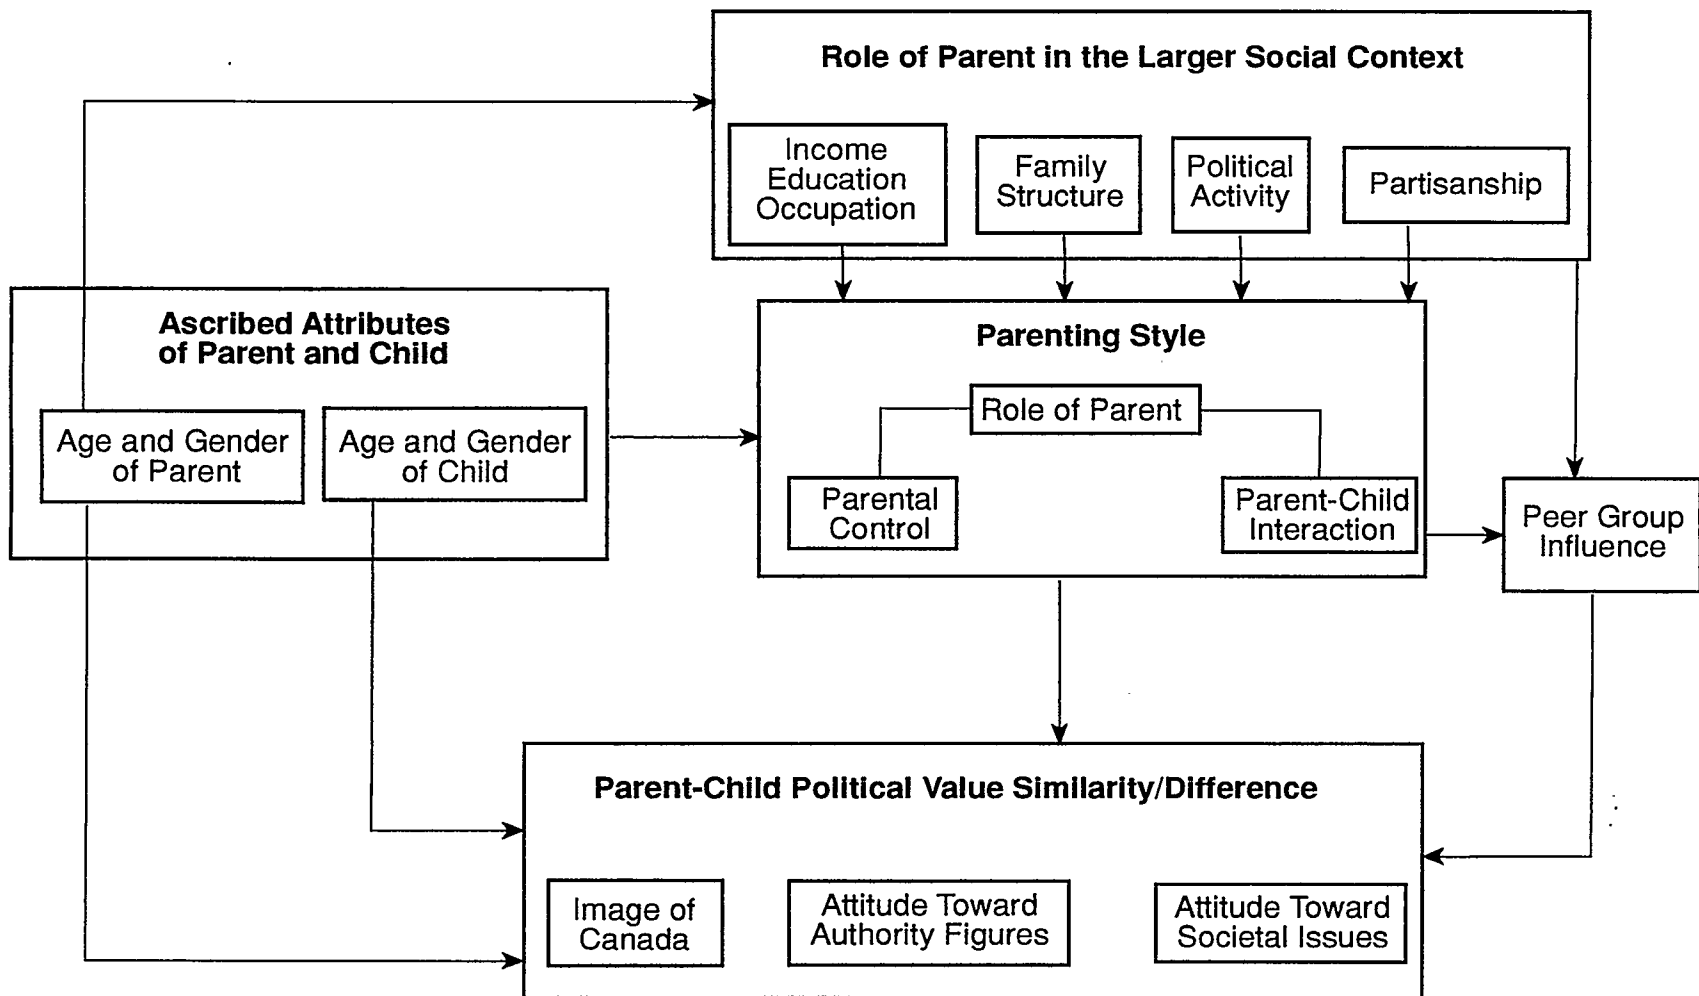 Role of Parent in the Larger Social Context
Income
Education
Occupation
Family
Structure
Political
Activity
Partisanship
Ascribed Attributes
of Parent and Child
Age and Gender
of Parent
Age and Gender
of Child
Parenting Style
Role of Parent
Parental
Control
Parent-Child
Interaction
Peer Group
Influence
Parent-Child Political Value Similarity/Difference
Image of
Canada
Attitude Toward
Authority Figures
Attitude Toward
Societal Issues